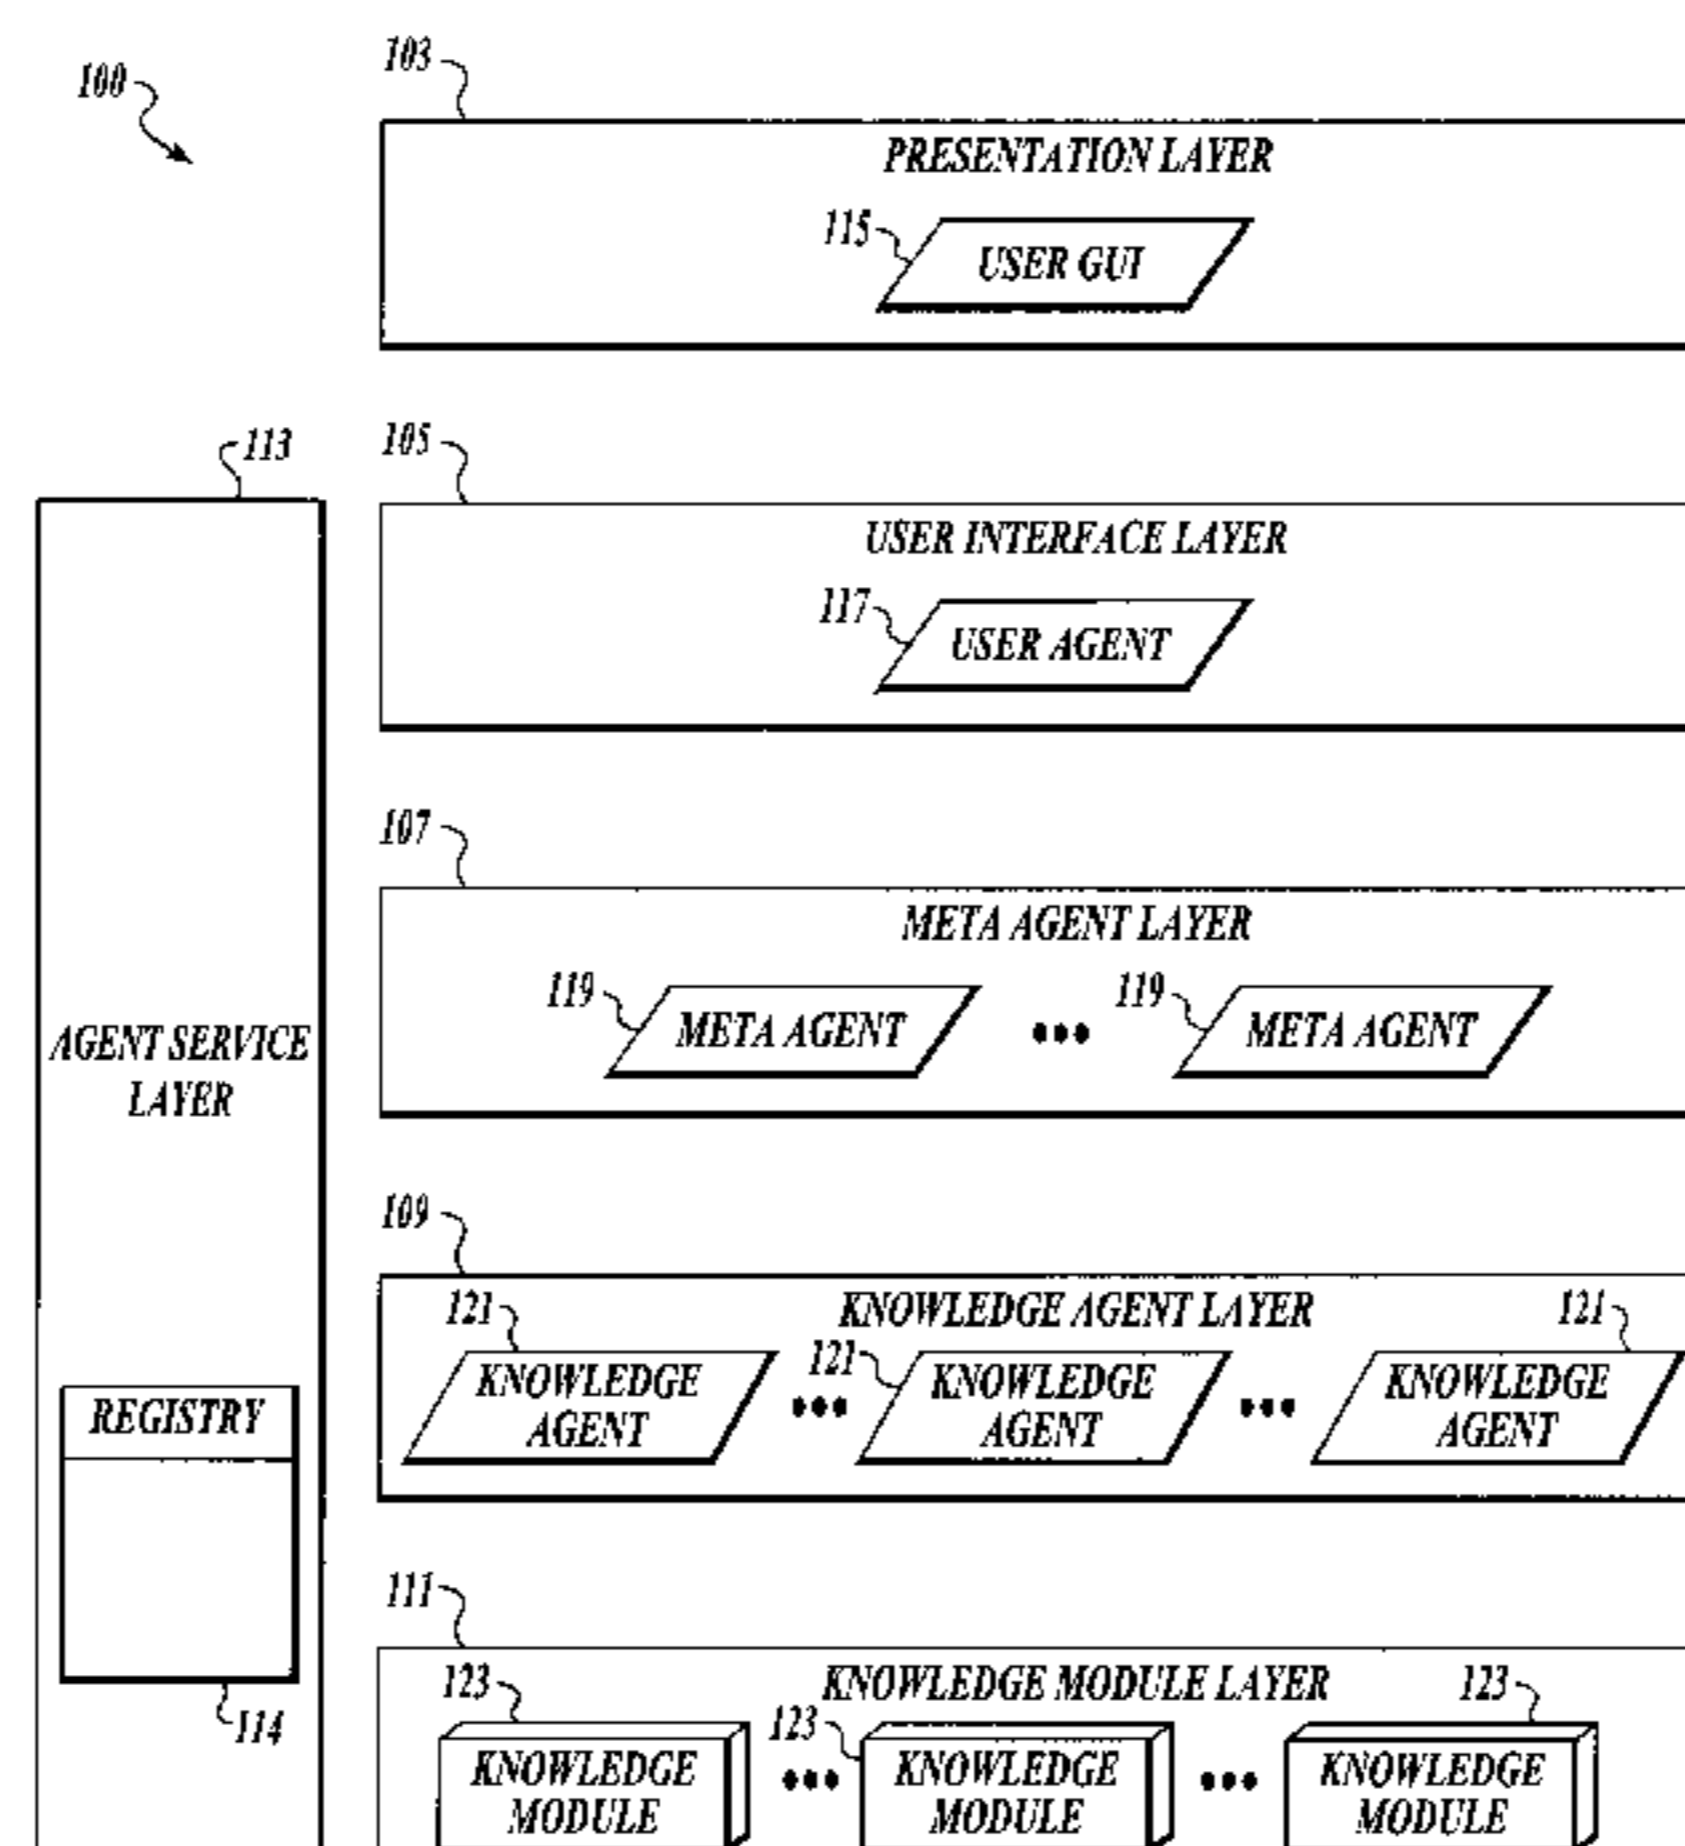 100
103
PRESENTATION LAYER
115
USER GUI
113
105
USER INTERFACE LAYER
117
USER AGENT
107
META AGENT LAYER
119
META AGENT
119
META AGENT
AGENT SERVICE
LAYER
109
KNOWLEDGE AGENT LAYER
121
KNOWLEDGE
AGENT
121
KNOWLEDGE
AGENT
121
KNOWLEDGE
AGENT
REGISTRY
114
111
KNOWLEDGE MODULE LAYER
123
KNOWLEDGE
MODULE
123
KNOWLEDGE
MODULE
123
KNOWLEDGE
MODULE